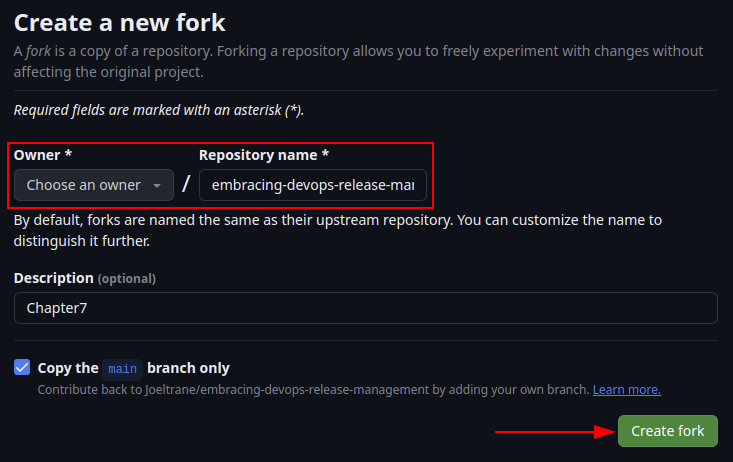 Create a new fork
A fork is a copy of a repository. Forking a repository allows you to freely experiment with changes without
affecting the original project.
Required fields are marked with an asterisk (*).
Owner * Repository name *
Choose an owner / embracing-devops-release-mai
By default, forks are named the same as their upstream repository. You can customize the name to
distinguish it further.
Description (optional)
Chapter7
Copy the main branch only
Contribute back to Joeltrane/embracing-devops-release-management by adding your own branch. Learn more.
Create fork